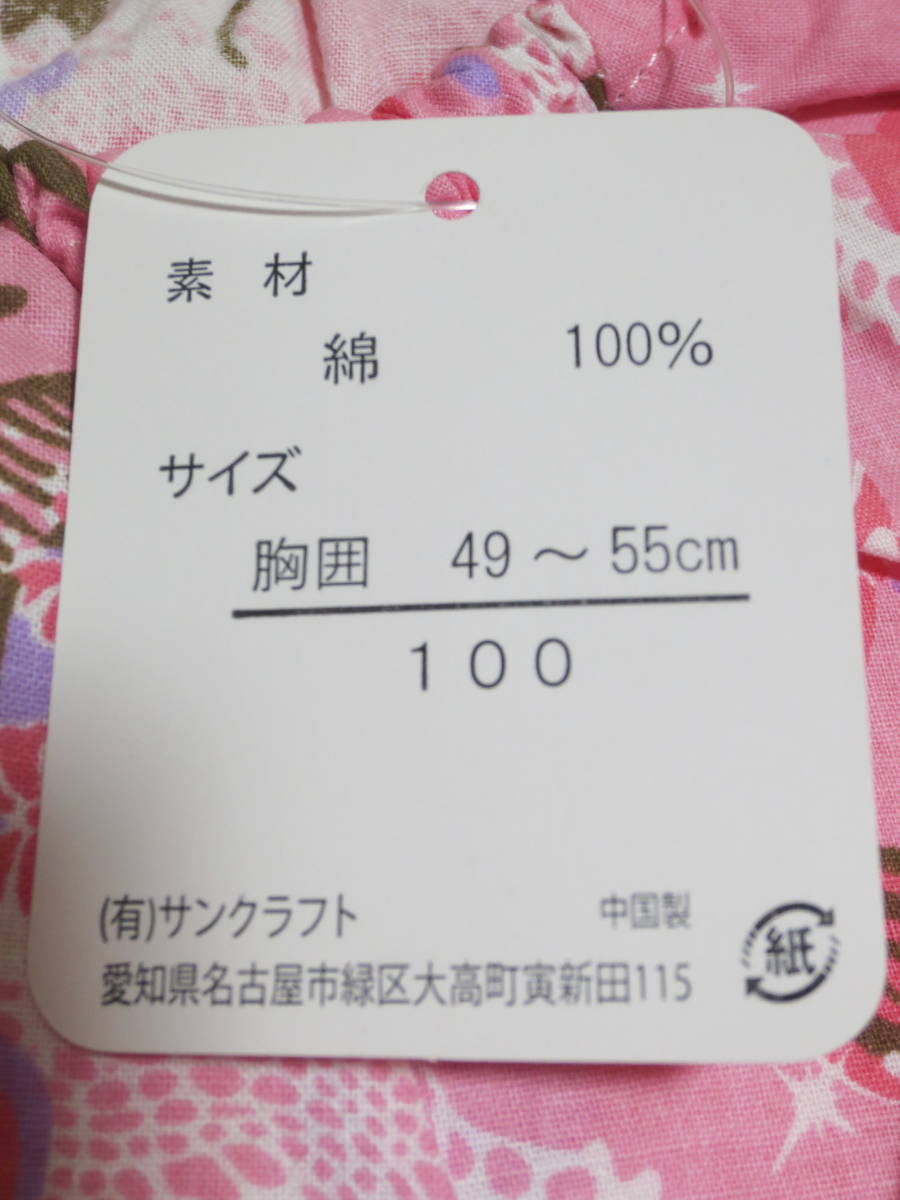 素　材
綿　100%
サイズ
胸囲　49～55cm
１００
(有)サンクラフト　中国製
愛知県名古屋市緑区大高町寅新田115
紙